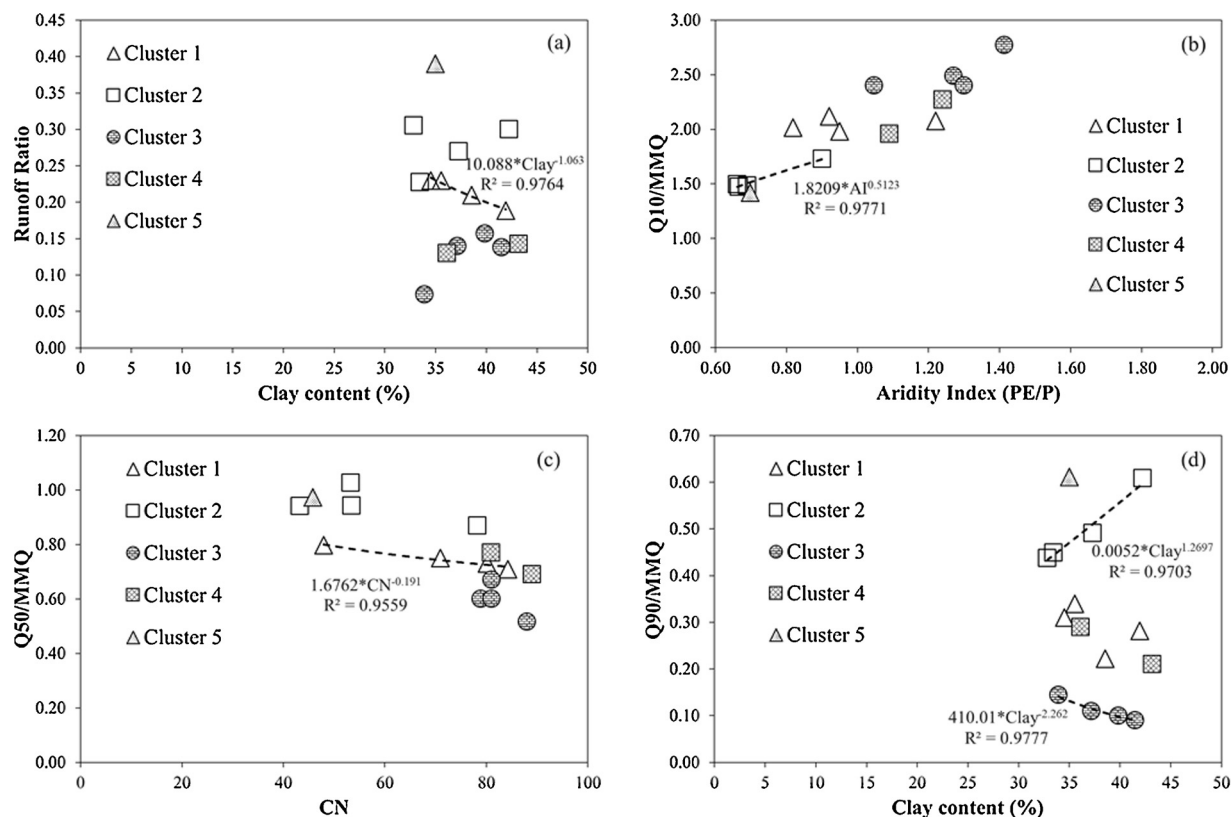 (a)
0.45
0.40
0.35
0.30
0.25
0.20
0.15
0.10
0.05
0.00
Runoff Ratio
Cluster 1
Cluster 2
Cluster 3
Cluster 4
Cluster 5
10.088*Clay^-1.063
R² = 0.9764
0 5 10 15 20 25 30 35 40 45 50
Clay content (%)
(b)
3.00
2.50
2.00
1.50
1.00
0.50
0.00
Q10/MMQ
Cluster 1
Cluster 2
Cluster 3
Cluster 4
Cluster 5
1.8209*AI^0.5123
R² = 0.9771
0.60 0.80 1.00 1.20 1.40 1.60 1.80 2.00
Aridity Index (PE/P)
(c)
1.20
1.00
0.80
0.60
0.40
0.20
0.00
Q50/MMQ
Cluster 1
Cluster 2
Cluster 3
Cluster 4
Cluster 5
1.6762*CN^-0.191
R² = 0.9559
0 20 40 60 80 100
CN
(d)
0.70
0.60
0.50
0.40
0.30
0.20
0.10
0.00
Q90/MMQ
Cluster 1
Cluster 2
Cluster 3
Cluster 4
Cluster 5
0.0052*Clay^1.2697
R² = 0.9703
410.01*Clay^-2.262
R² = 0.9777
0 5 10 15 20 25 30 35 40 45 50
Clay content (%)